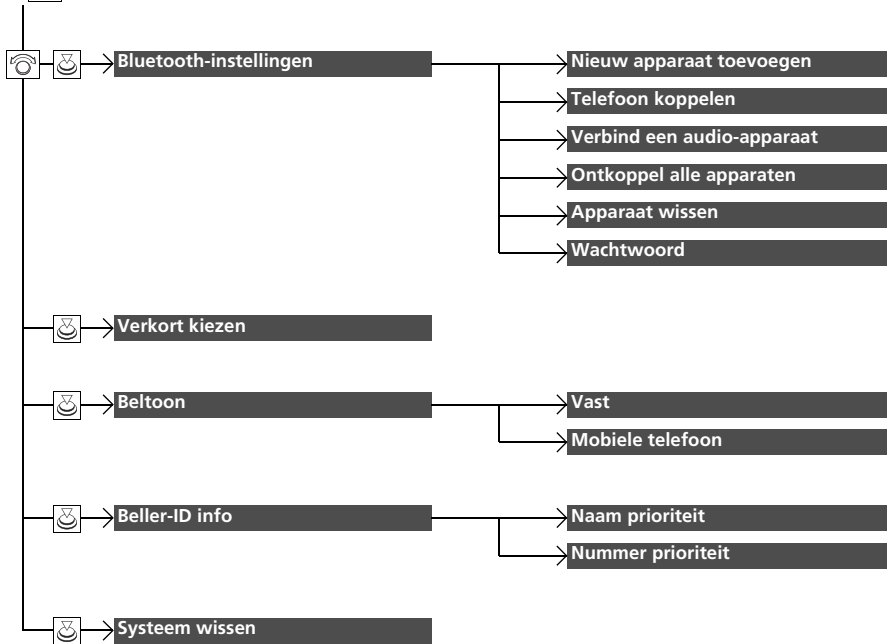 Bluetooth-instellingen
Nieuw apparaat toevoegen
Telefoon koppelen
Verbind een audio-apparaat
Ontkoppel alle apparaten
Apparaat wissen
Wachtwoord
Verkort kiezen
Beltoon
Vast
Mobiele telefoon
Beller-ID info
Naam prioriteit
Nummer prioriteit
Systeem wissen